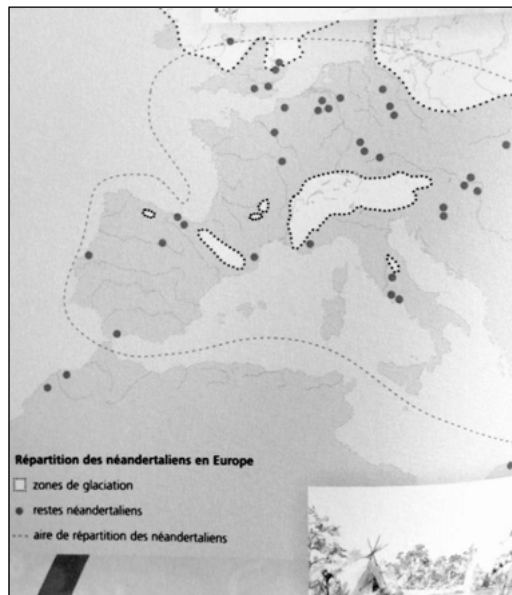 Répartition des néandertaliens en Europe
zones de glaciation
restes néandertaliens
aire de répartition des néandertaliens